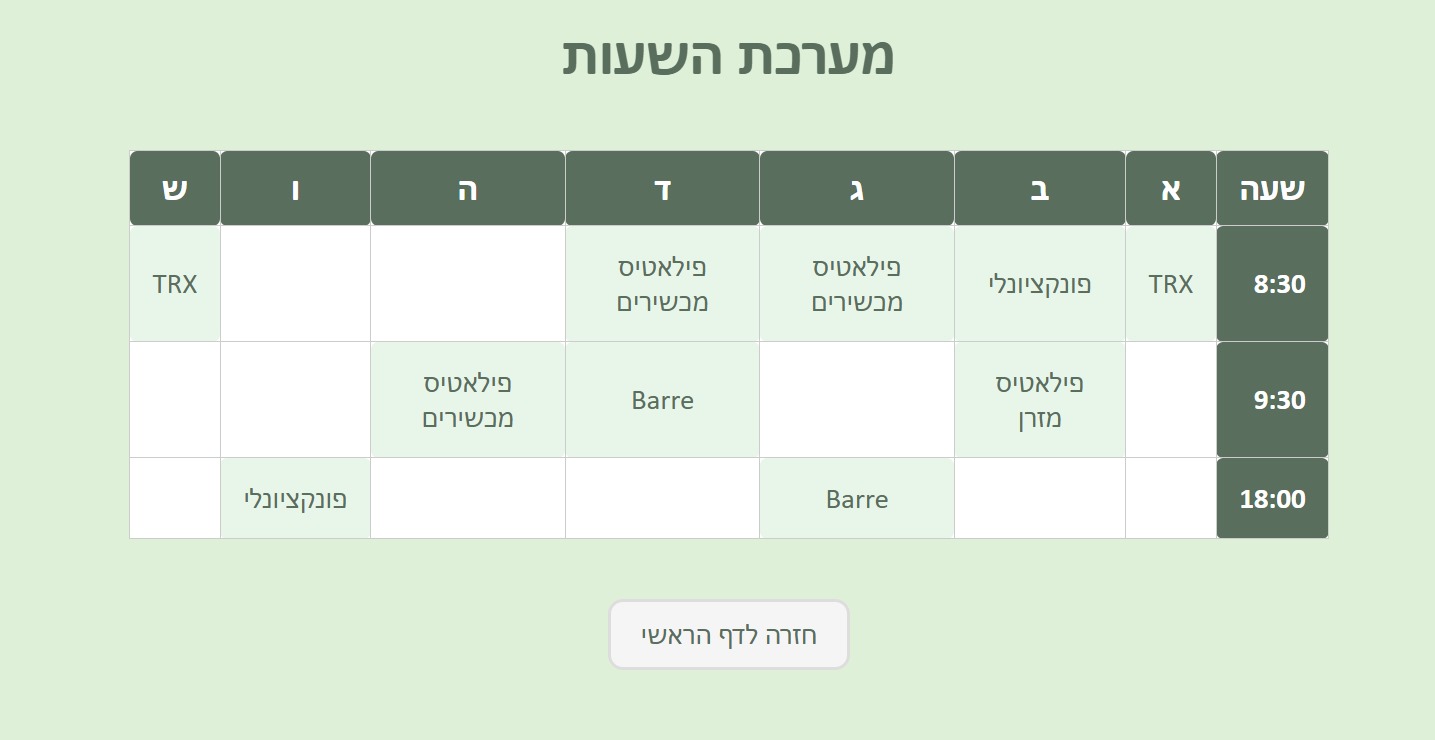 מערכת השעות
שעה א ב ג ד ה ו ש
8:30 TRX פונקציונלי פילאטיס מכשירים פילאטיס מכשירים TRX
9:30 פילאטיס מזרן Barre פילאטיס מכשירים
18:00 Barre פונקציונלי
חזרה לדף הראשי